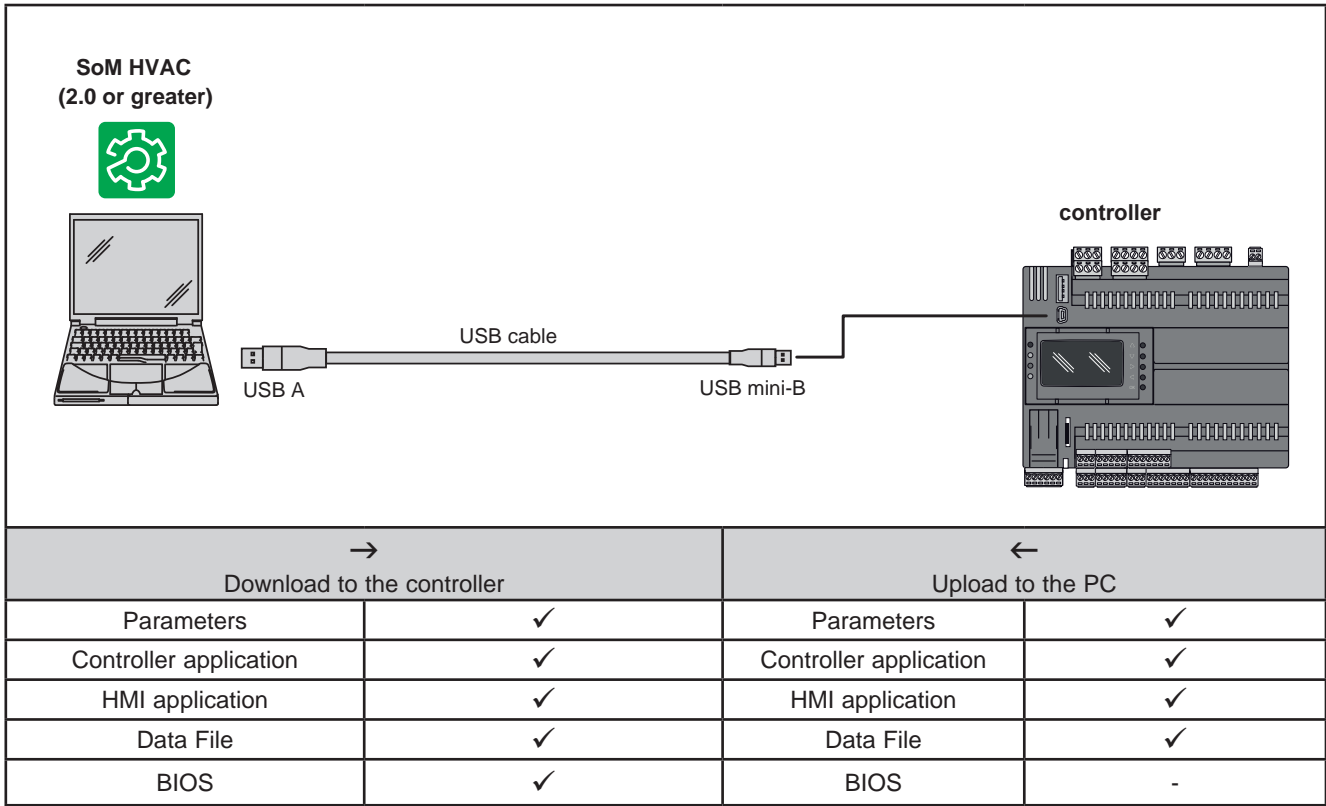 SoM HVAC
(2.0 or greater)
controller
USB cable
USB A
USB mini-B
→ ←
Download to the controller Upload to the PC
Parameters ✓ Parameters ✓
Controller application ✓ Controller application ✓
HMI application ✓ HMI application ✓
Data File ✓ Data File ✓
BIOS ✓ BIOS -